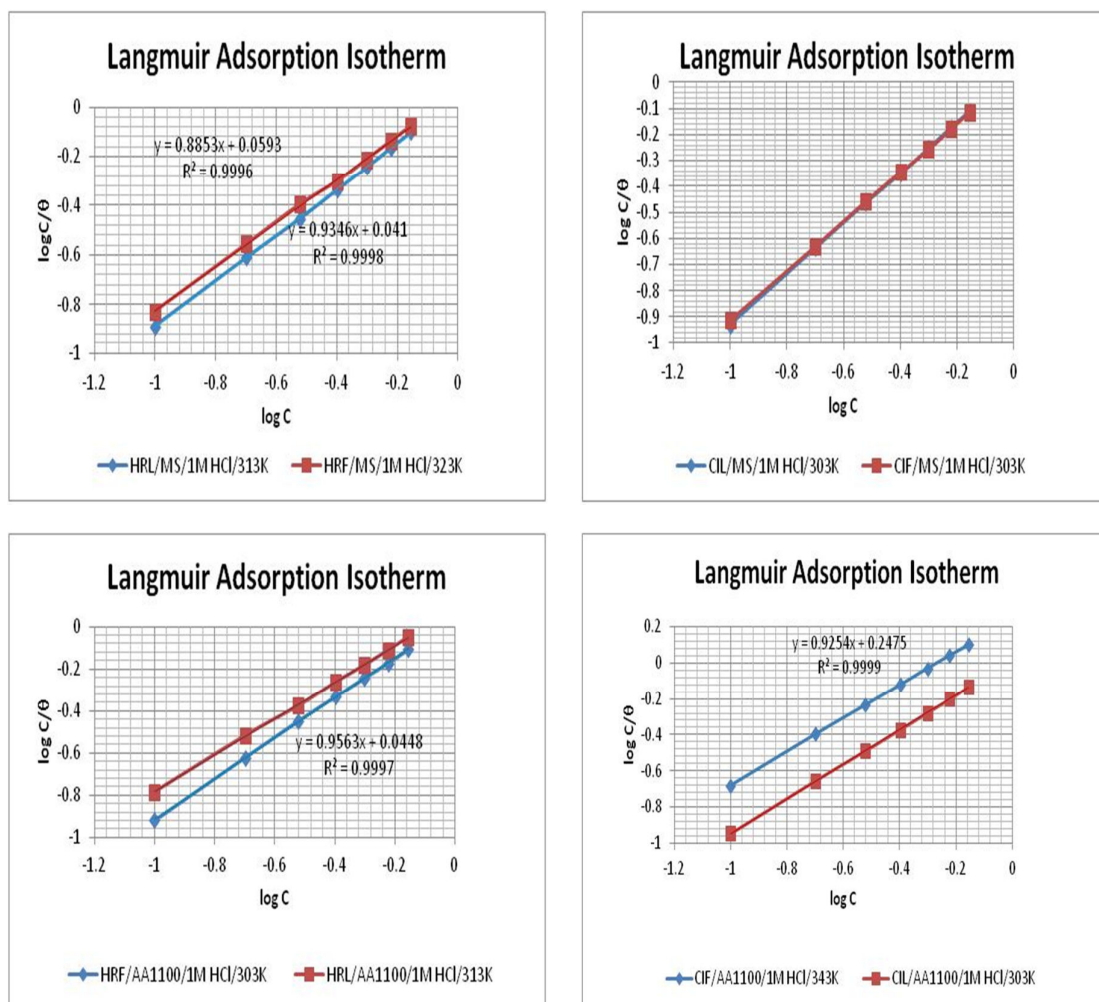 Langmuir Adsorption Isotherm
0
-0.2
-0.4
-0.6
-0.8
-1
logC/θ
y = 0.8853x + 0.0593
R² = 0.9996
y = 0.9346x + 0.041
R² = 0.9998
-1.2 -1 -0.8 -0.6 -0.4 -0.2 0
log C
HRL/MS/1M HCl/313K HRF/MS/1M HCl/323K
Langmuir Adsorption Isotherm
0
-0.1
-0.2
-0.3
-0.4
-0.5
-0.6
-0.7
-0.8
-0.9
-1
log C/θ
-1.2 -1 -0.8 -0.6 -0.4 -0.2 0
log C
CIL/MS/1M HCl/303K CIF/MS/1M HCl/303K
Langmuir Adsorption Isotherm
0
-0.2
-0.4
-0.6
-0.8
-1
log C/θ
y = 0.9563x + 0.0448
R² = 0.9997
-1.2 -1 -0.8 -0.6 -0.4 -0.2 0
log C
HRF/AA1100/1M HCl/303K HRL/AA1100/1M HCl/313K
Langmuir Adsorption Isotherm
0.2
0
-0.2
-0.4
-0.6
-0.8
-1
log C/θ
y = 0.9254x + 0.2475
R² = 0.9999
-1.2 -1 -0.8 -0.6 -0.4 -0.2 0
log C
CIF/AA1100/1M HCl/343K CIL/AA1100/1M HCl/303K